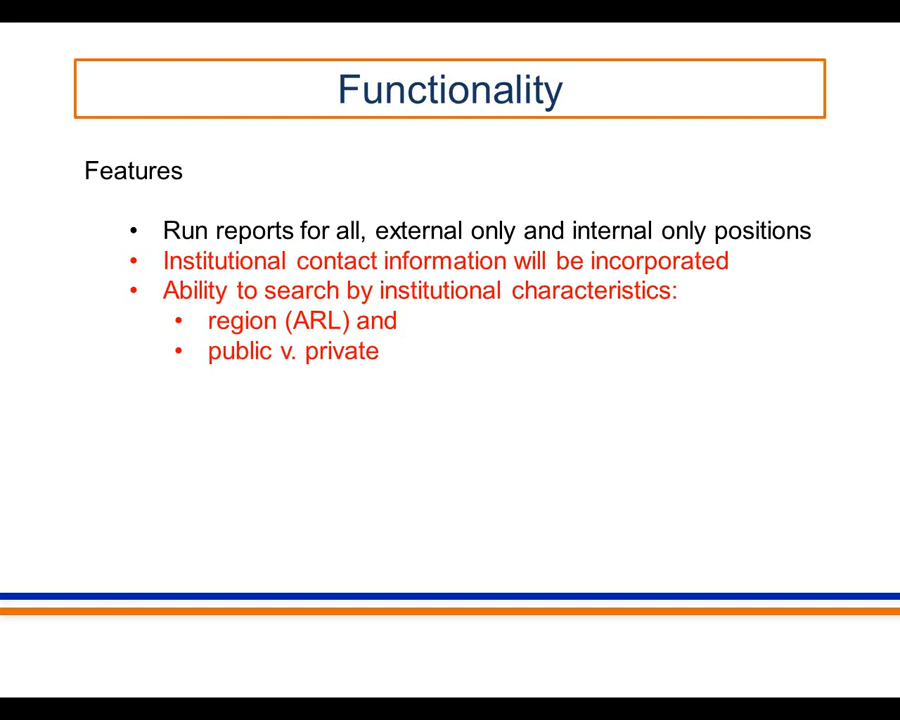 Functionality
Features
• Run reports for all, external only and internal only positions
• Institutional contact information will be incorporated
• Ability to search by institutional characteristics:
• region (ARL) and
• public v. private